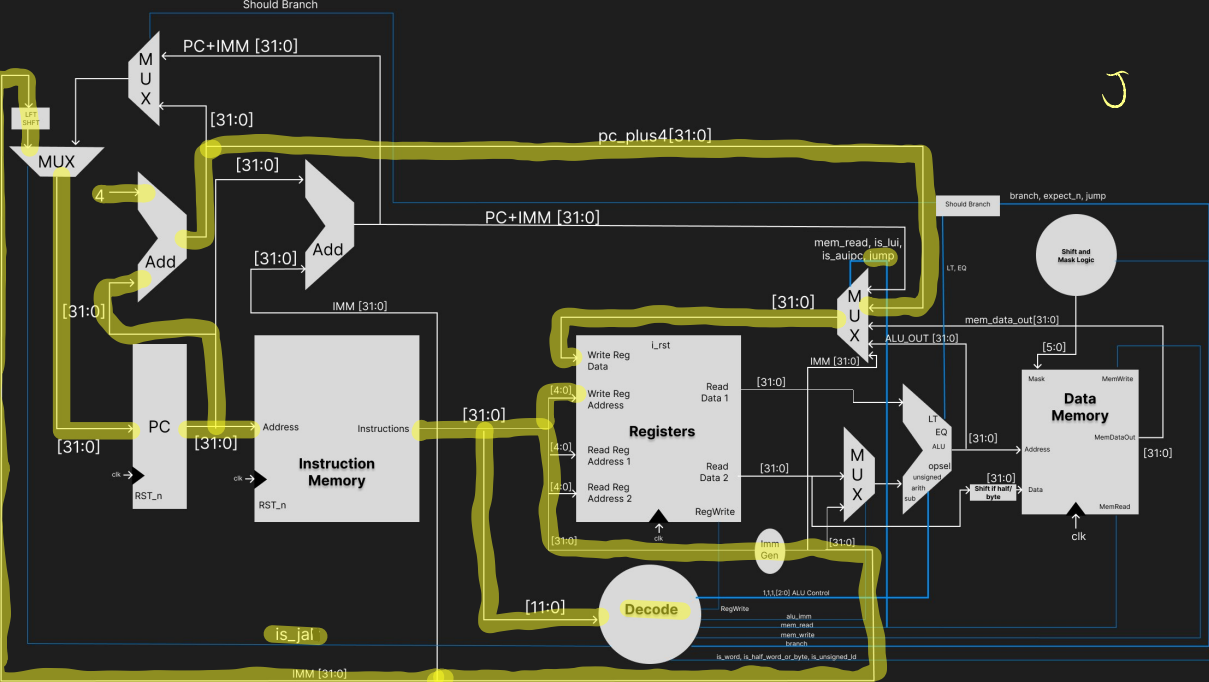 Should Branch
M
U
X
PC+IMM [31:0]
[31:0]
J
LFT
SHFT
MUX
pc_plus4[31:0]
4
Add
[31:0]
[31:0]
Add
[31:0]
IMM [31:0]
PC+IMM [31:0]
Should Branch
branch, expect_n, jump
LT, EQ
mem_read, is_lui,
is_auipc, jump
M
U
X
[31:0]
Shift and
Mask Logic
mem_data_out[31:0]
ALU_OUT [31:0]
IMM [31:0]
[5:0]
PC
clk
RST_n
[31:0]
[31:0]
Address
Instructions
Instruction
Memory
clk
RST_n
[31:0]
i_rst
Write Reg
Data
[4:0]
Write Reg
Address
[4:0]
Read Reg
Address 1
[4:0]
Read Reg
Address 2
Registers
Read
Data 1
Read
Data 2
RegWrite
clk
[31:0]
[31:0]
[31:0]
M
U
X
LT
EQ
ALU
opsel
unsigned
arith
sub
[31:0]
Mask
MemWrite
Data
Memory
MemDataOut
Address
Data
MemRead
clk
[31:0]
[31:0]
Shift if half/
byte
Imm
Gen
[31:0]
[11:0]
Decode
1,1,1,[2:0] ALU Control
RegWrite
alu_imm
mem_read
mem_write
branch
is_word, is_half_word_or_byte, is_unsigned_ld
is_jal
IMM [31:0]